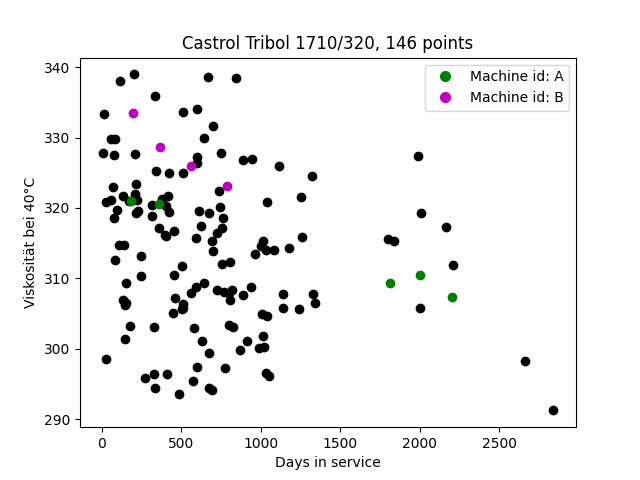 Castrol Tribol 1710/320, 146 points
Machine id: A
Machine id: B
Viskosität bei 40°C
340
330
320
310
300
290
0 500 1000 1500 2000 2500
Days in service